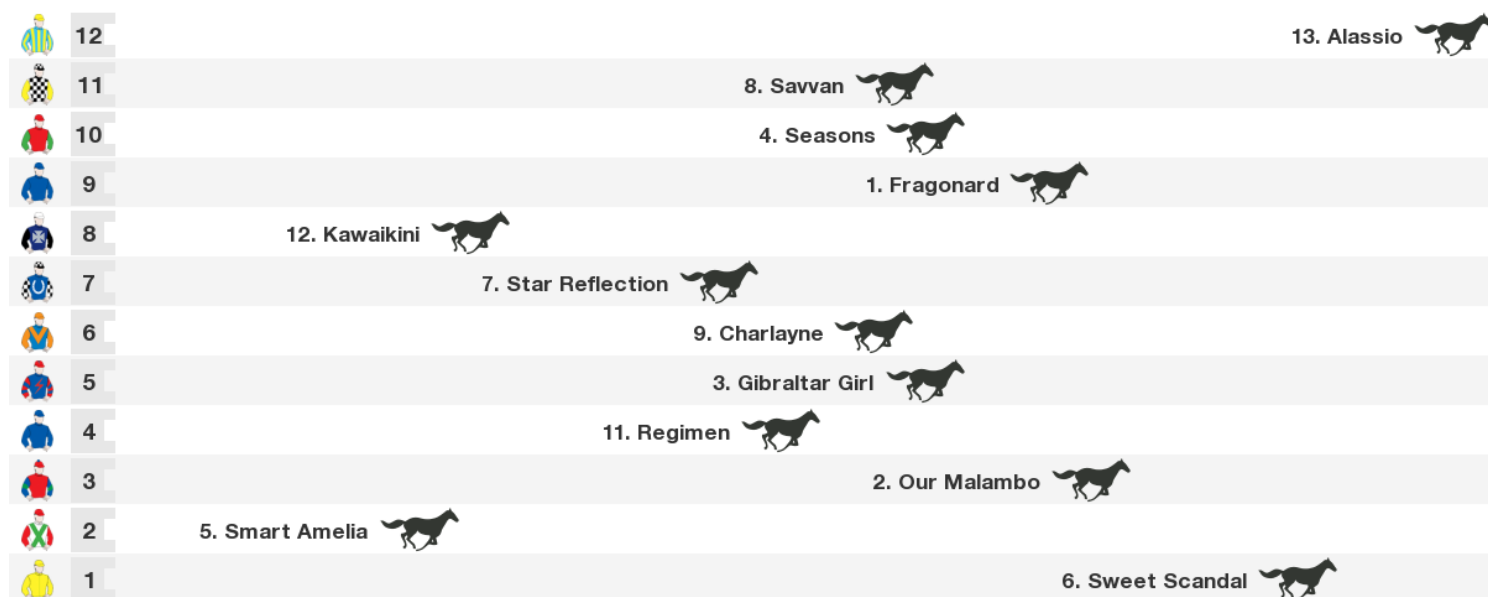 12 13. Alassio
11 8. Savvan
10 4. Seasons
9 1. Fragonard
8 12. Kawaikini
7 7. Star Reflection
6 9. Charlayne
5 3. Gibraltar Girl
4 11. Regimen
3 2. Our Malambo
2 5. Smart Amelia
1 6. Sweet Scandal